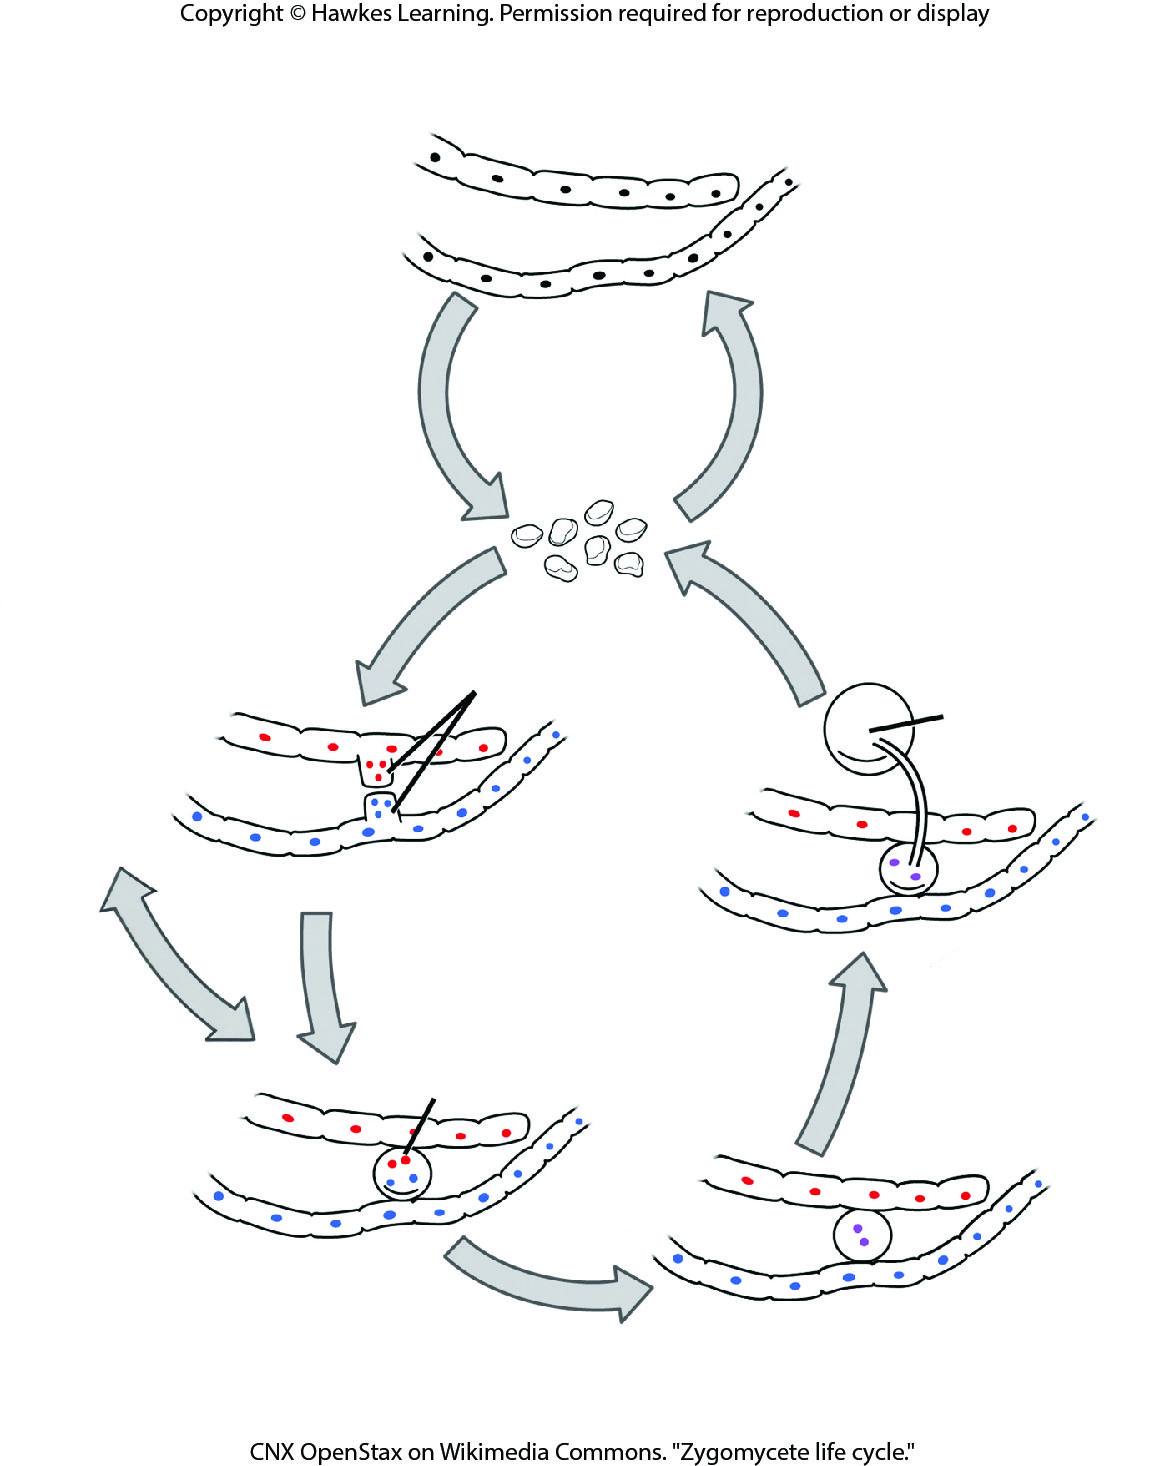 Copyright © Hawkes Learning. Permission required for reproduction or display
CNX OpenStax on Wikimedia Commons. "Zygomycete life cycle."